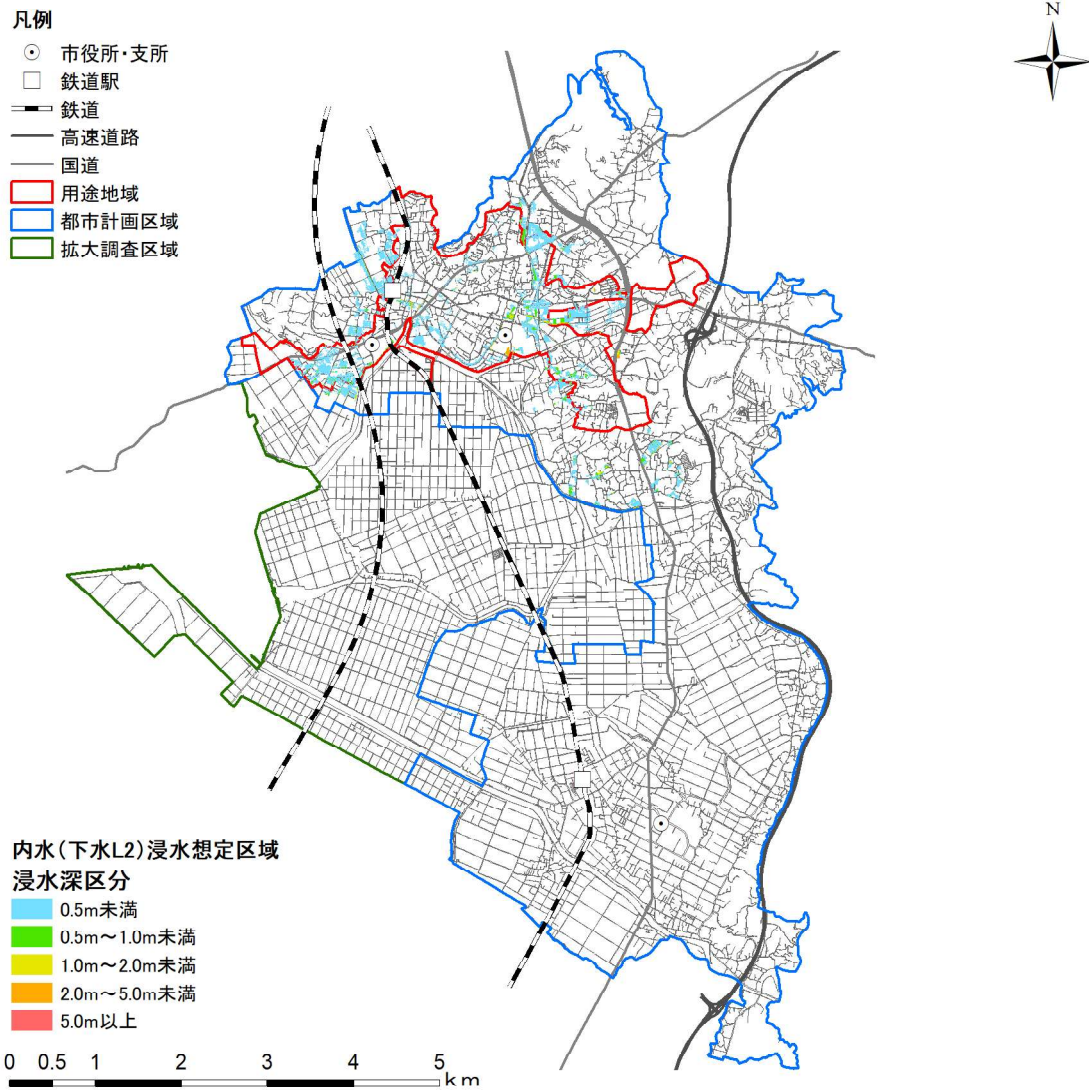 凡例
市役所・支所
鉄道駅
鉄道
高速道路
国道
用途地域
都市計画区域
拡大調査区域
N
内水(下水L2)浸水想定区域
浸水深区分
0.5m未満
0.5m～1.0m未満
1.0m～2.0m未満
2.0m～5.0m未満
5.0m以上
0 0.5 1 2 3 4 5 km